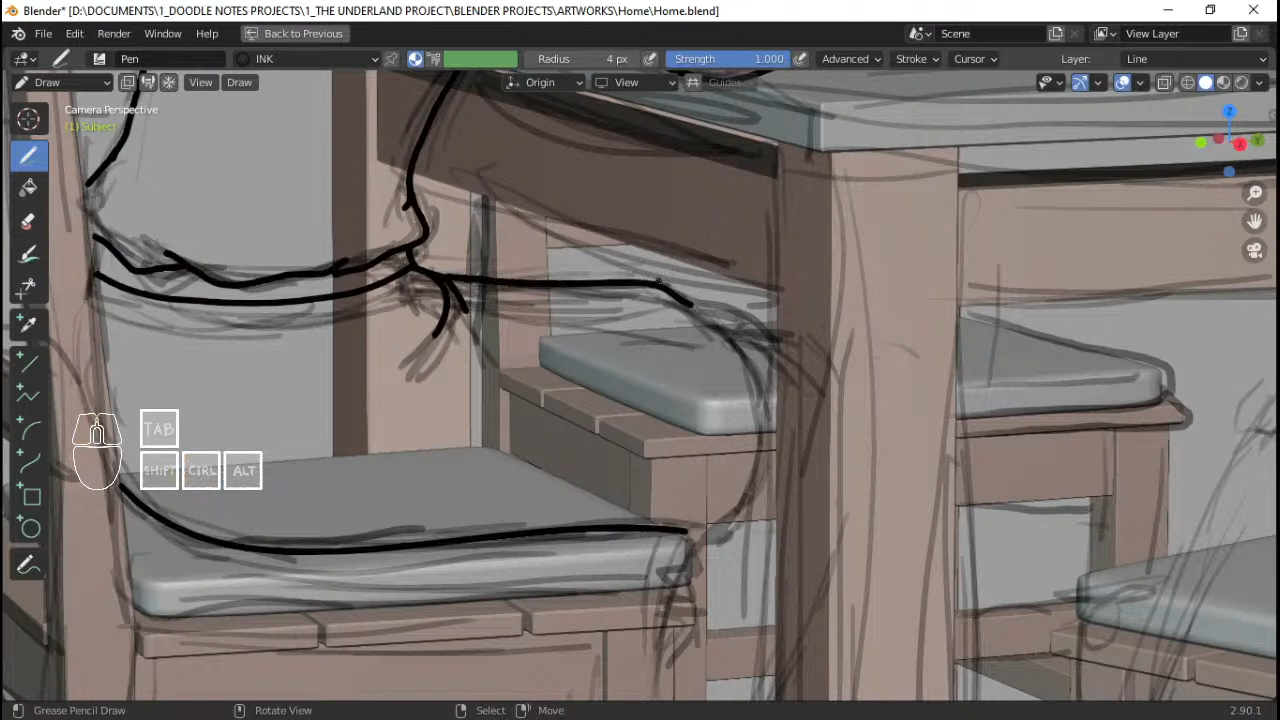 Blender* [D:\DOCUMENTS\1_DOODLE NOTES PROJECTS\1_THE UNDERLAND PROJECT\BLENDER PROJECTS\ARTWORKS\Home\Home.blend]
File Edit Render Window Help Back to Previous Scene View Layer
Pen INK Radius 4 px Strength 1.000 Advanced Stroke Cursor Layer: Line
Draw View Draw Origin View Guides
Camera Perspective
(1) Subject
Z
Y
X
TAB
SHIFT CTRL ALT
Grease Pencil Draw Rotate View Select Move 2.90.1